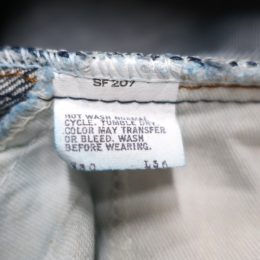 SF 207
HOT WASH NORMAL
CYCLE. TUMBLE DRY.
COLOR MAY TRANSFER
OR BLEED. WASH
BEFORE WEARING.